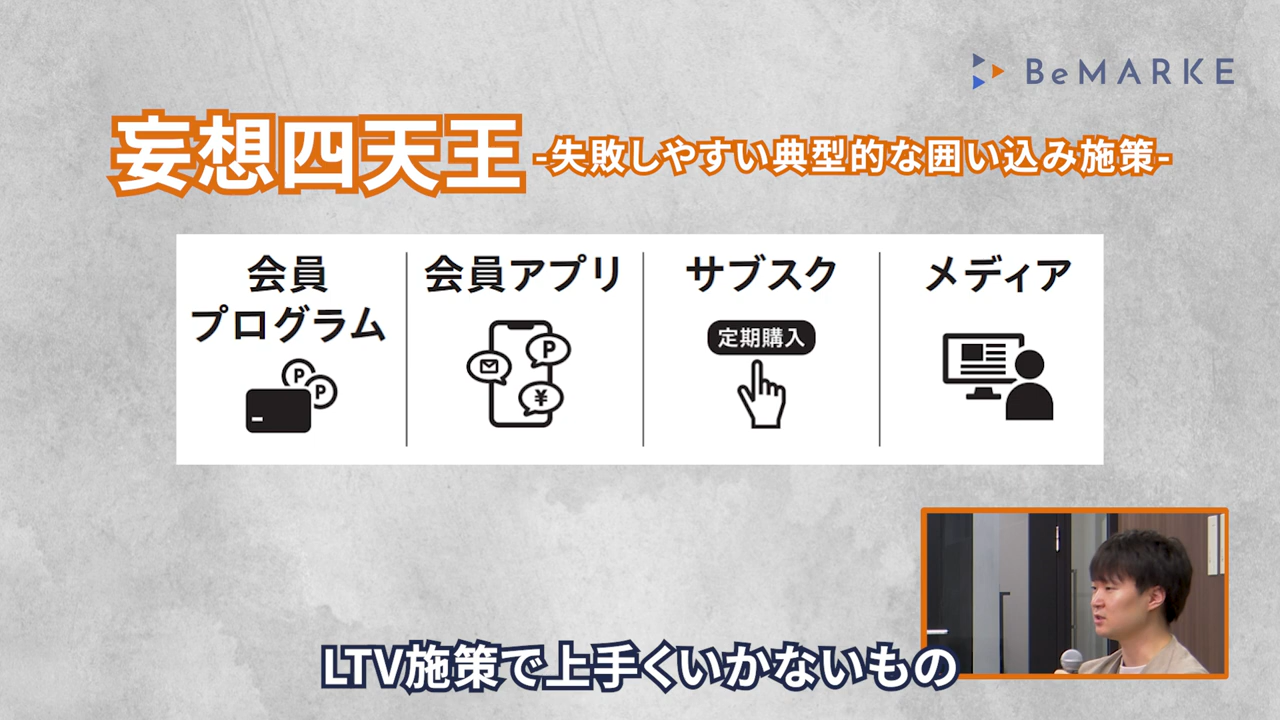 BeMARKE
妄想四天王 -失敗しやすい典型的な囲い込み施策-
会員
プログラム
P
P
会員アプリ
P
¥
サブスク
定期購入
メディア
LTV施策で上手くいかないもの